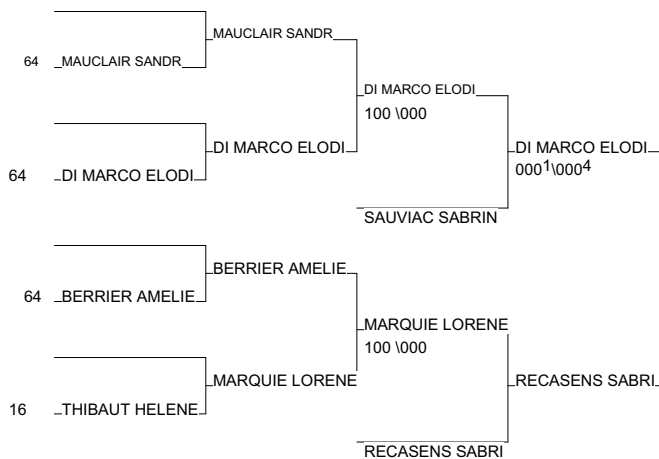 MAUCLAIR SANDR
64 MAUCLAIR SANDR
DI MARCO ELODI
100 \000
DI MARCO ELODI
64 DI MARCO ELODI
DI MARCO ELODI
000¹\000⁴
SAUVIAC SABRIN
BERRIER AMELIE
64 BERRIER AMELIE
MARQUIE LORENE
100 \000
MARQUIE LORENE
16 THIBAUT HELENE
RECASENS SABRI
RECASENS SABRI